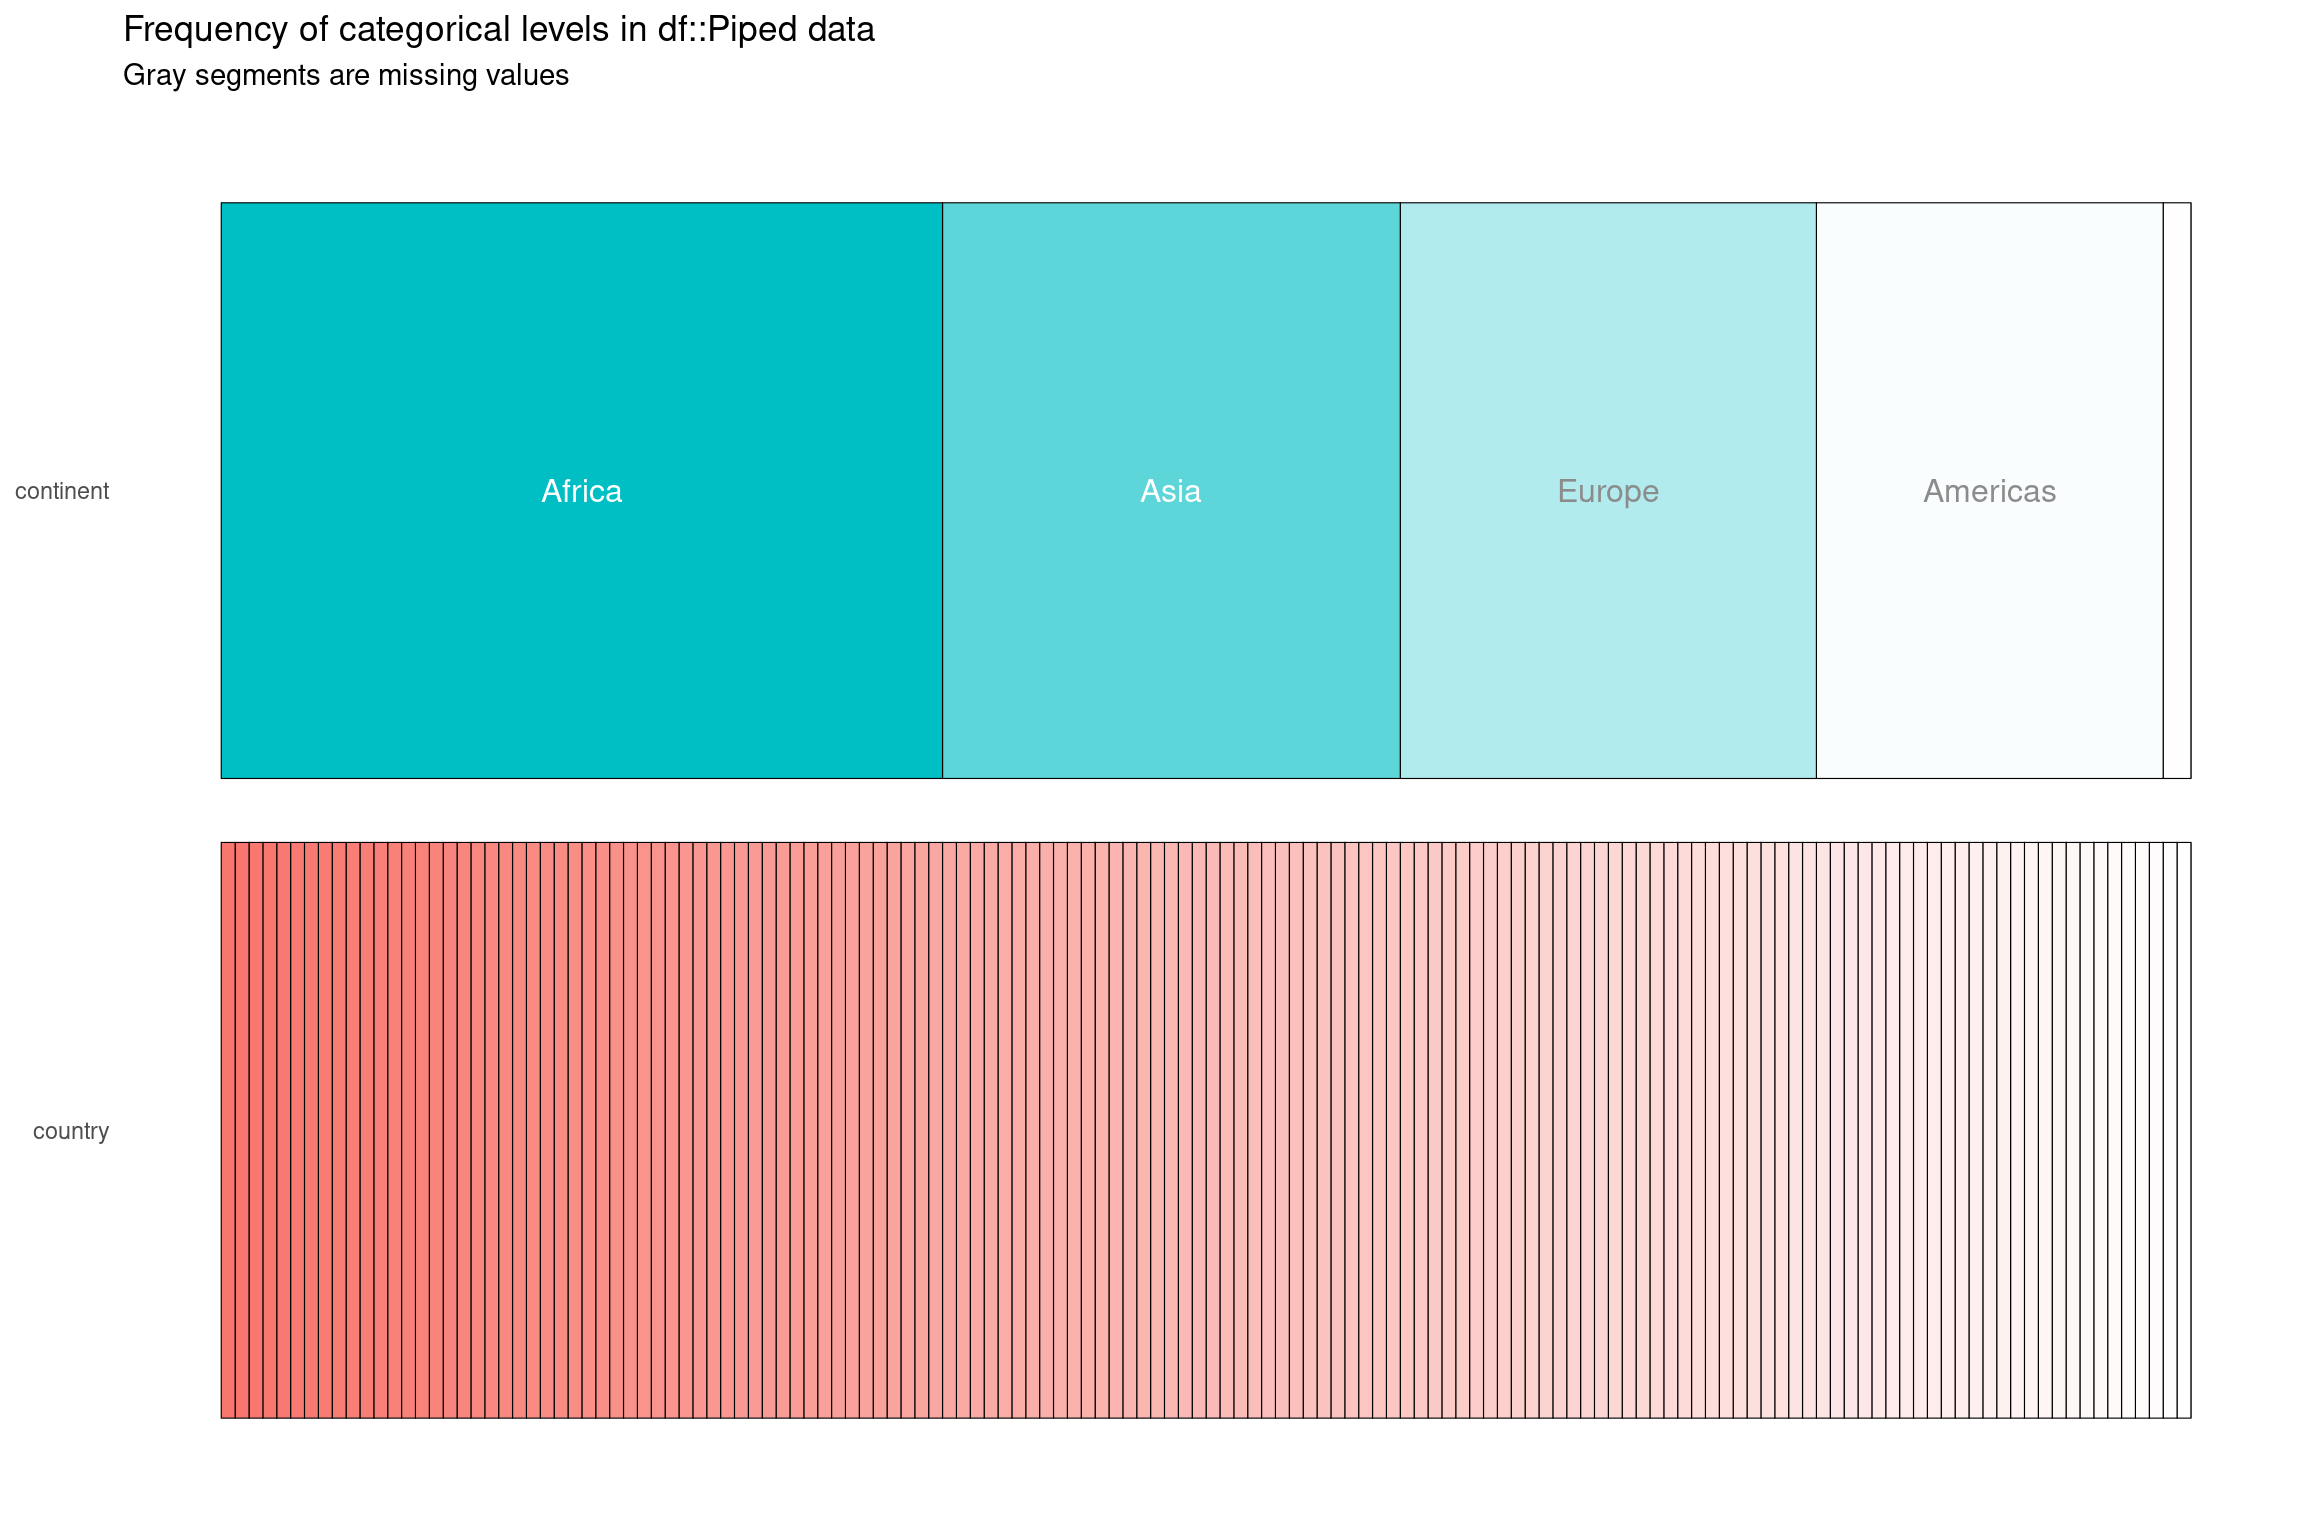 Frequency of categorical levels in df::Piped data
Gray segments are missing values
continent
Africa
Asia
Europe
Americas
country